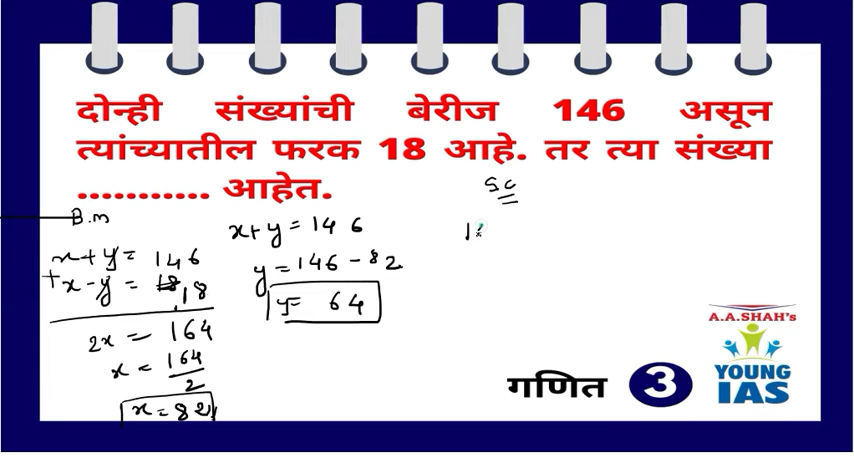 दोन्ही संख्यांची बेरीज 146 असून
त्यांच्यातील फरक 18 आहे. तर त्या संख्या
........... आहेत.
B.m
x+y=146
+x-y=18,18
2x=164
x=164/2
x=82
x+y=146
y=146-82
y=64
S.C
गणित 3
A.A.SHAH's
YOUNG
IAS